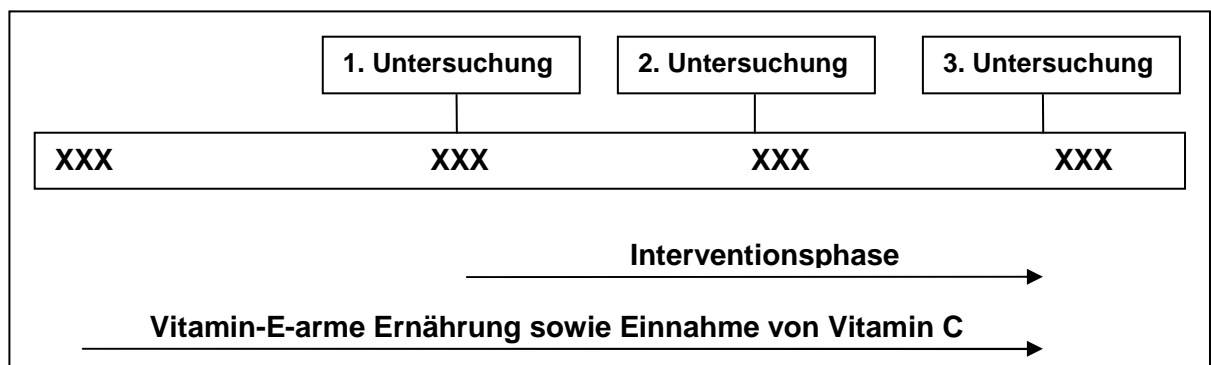 1. Untersuchung 2. Untersuchung 3. Untersuchung
XXX XXX XXX XXX
Interventionsphase
Vitamin-E-arme Ernährung sowie Einnahme von Vitamin C